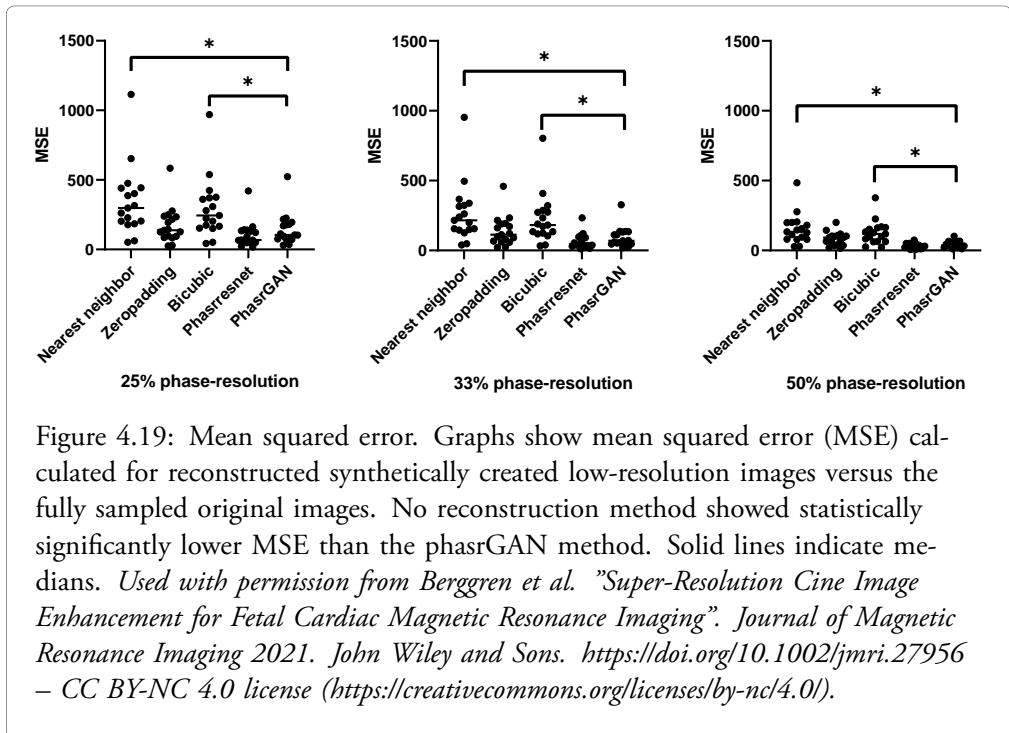 1500
1000
500
0
MSE
*
*
Nearest neighbor
Zeropadding
Bicubic
Phasrresnet
PhasrGAN
25% phase-resolution
1500
1000
500
0
MSE
*
*
Nearest neighbor
Zeropadding
Bicubic
Phasrresnet
PhasrGAN
33% phase-resolution
1500
1000
500
0
MSE
*
*
Nearest neighbor
Zeropadding
Bicubic
Phasrresnet
PhasrGAN
50% phase-resolution
Figure 4.19: Mean squared error. Graphs show mean squared error (MSE) cal-
culated for reconstructed synthetically created low-resolution images versus the
fully sampled original images. No reconstruction method showed statistically
significantly lower MSE than the phasrGAN method. Solid lines indicate me-
dians. Used with permission from Berggren et al. ”Super-Resolution Cine Image
Enhancement for Fetal Cardiac Magnetic Resonance Imaging”. Journal of Magnetic
Resonance Imaging 2021. John Wiley and Sons. https://doi.org/10.1002/jmri.27956
– CC BY-NC 4.0 license (https://creativecommons.org/licenses/by-nc/4.0/).